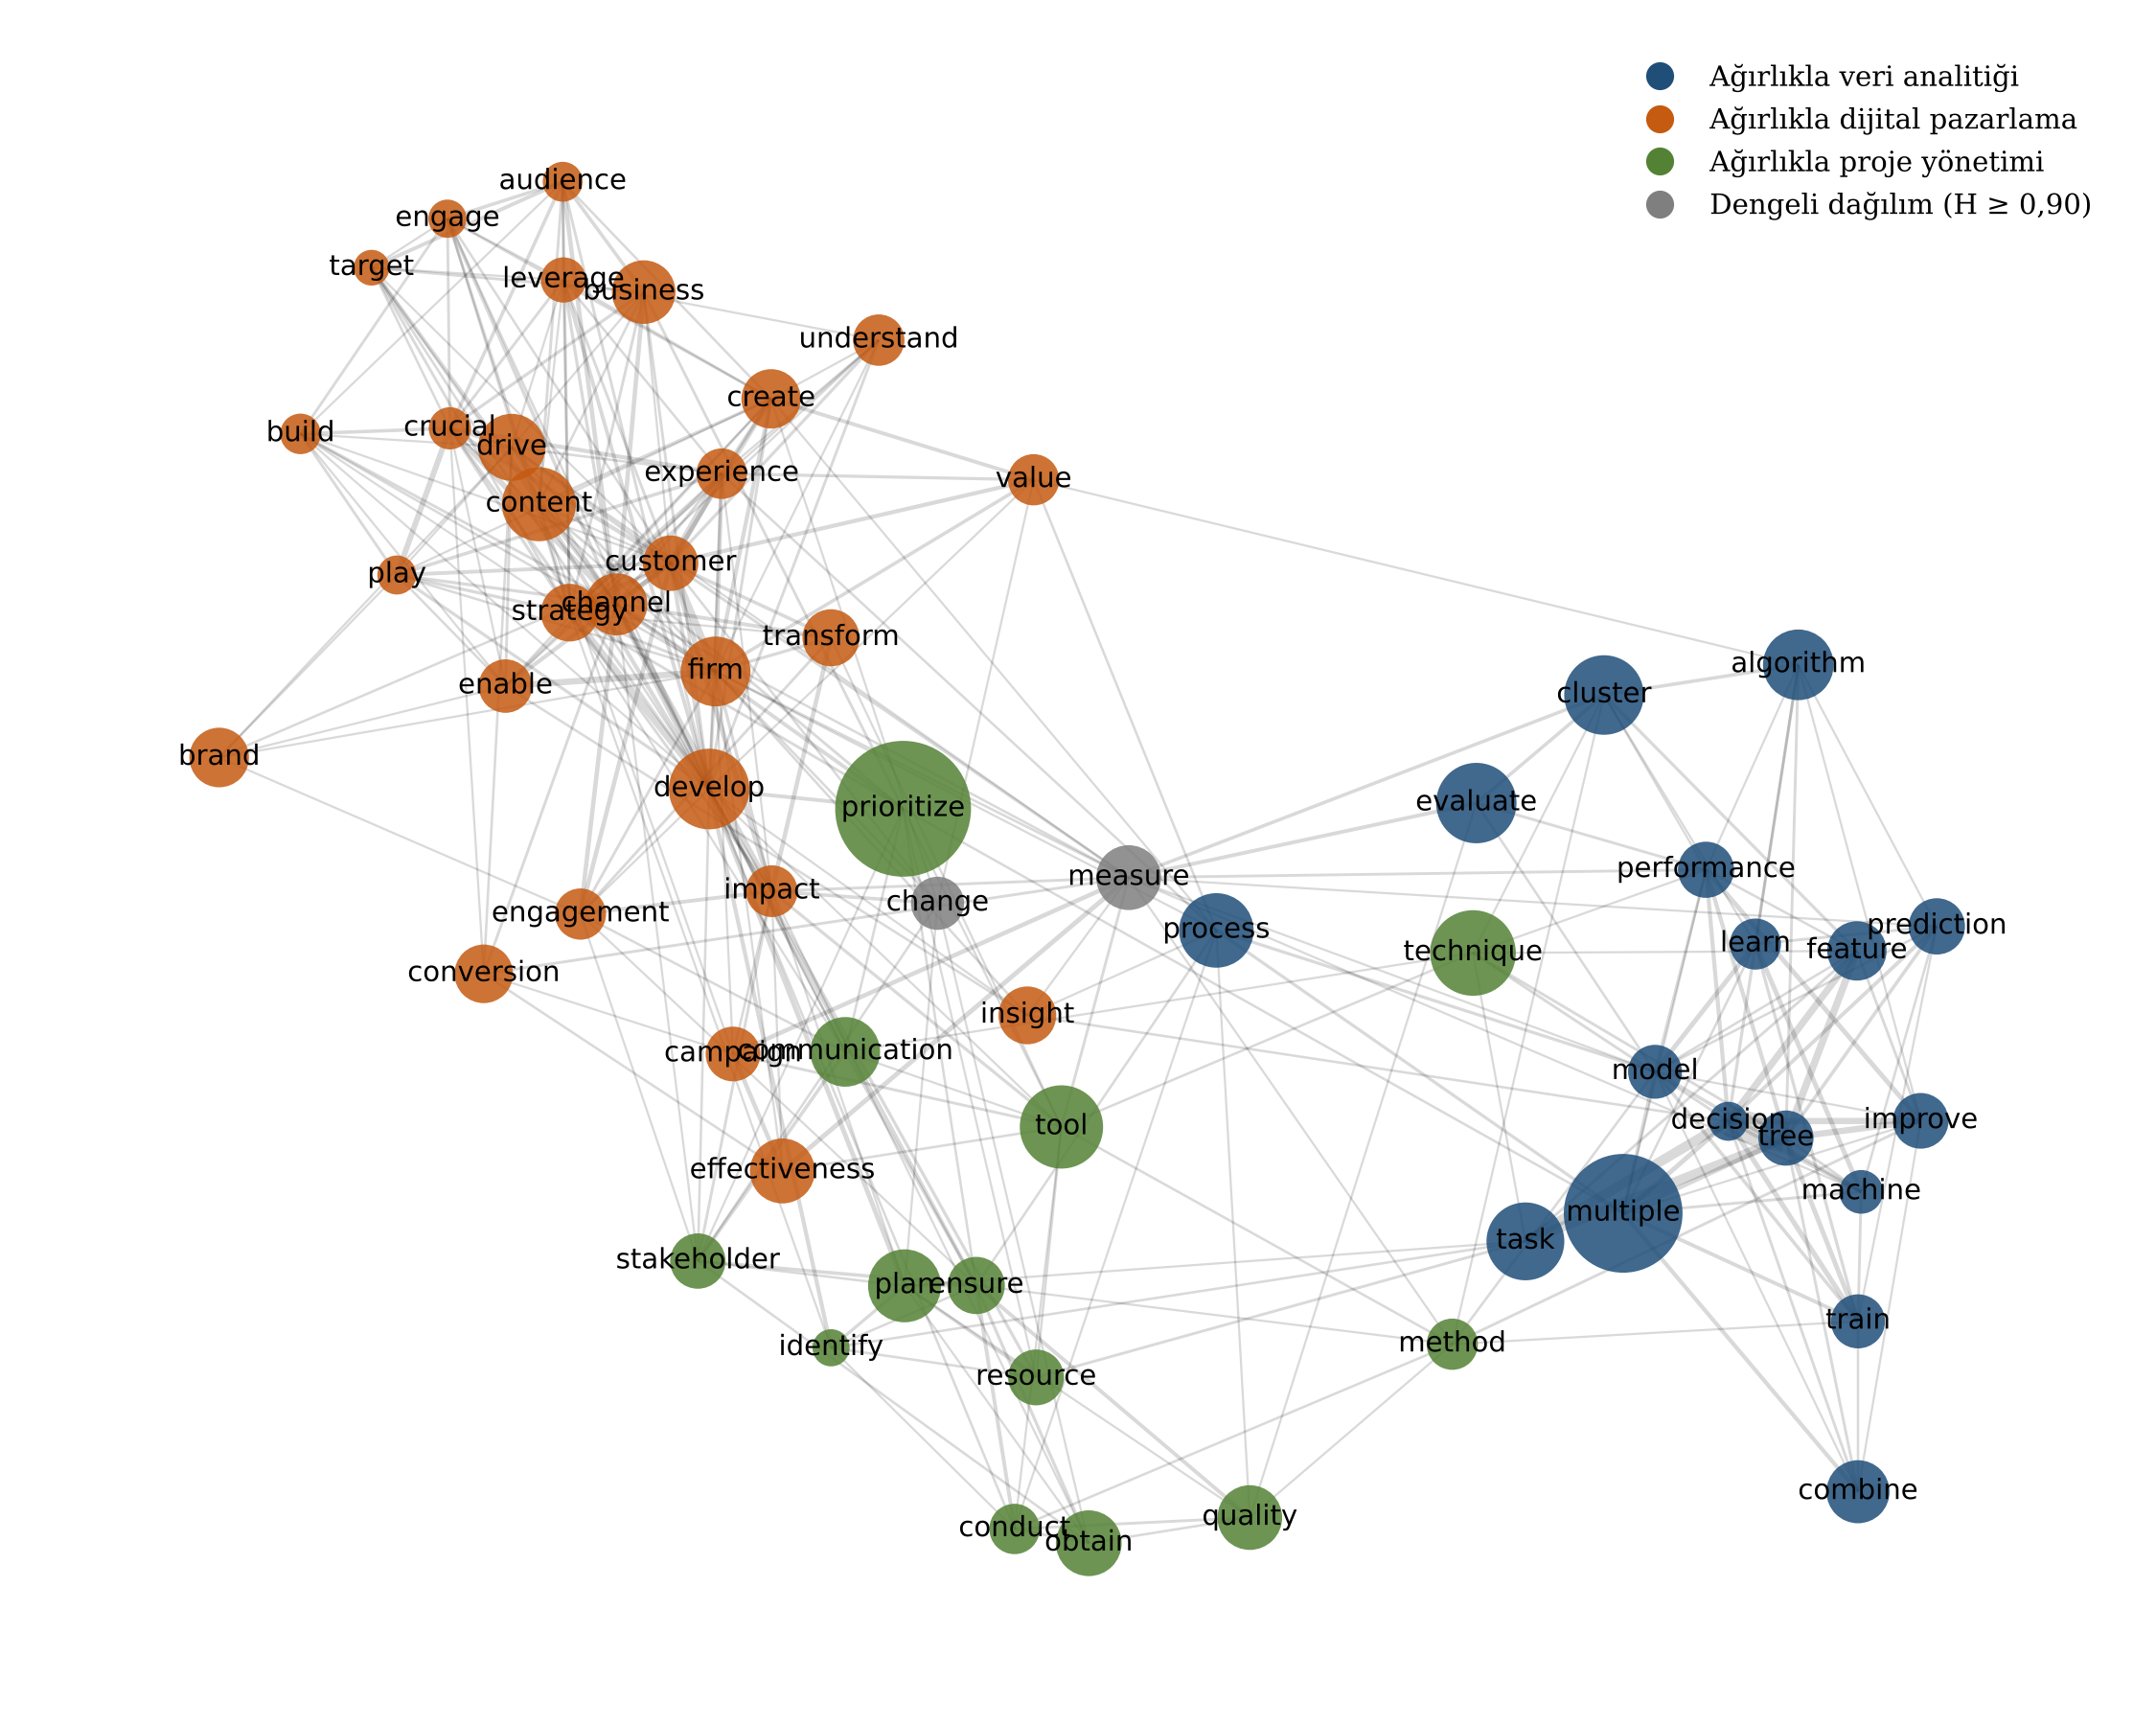 Ağırlıkla veri analitiği
Ağırlıkla dijital pazarlama
Ağırlıkla proje yönetimi
Dengeli dağılım (H ≥ 0,90)
audience
engage
target
leverage
business
understand
create
build
crucial
drive
experience
value
content
customer
play
channel
strategy
transform
firm
algorithm
enable
cluster
brand
develop
prioritize
evaluate
impact
measure
performance
change
engagement
process
prediction
learn
feature
technique
conversion
insight
campaign
communication
model
tool
decision
improve
tree
effectiveness
machine
multiple
task
stakeholder
plan
ensure
train
identify
method
resource
combine
quality
conduct
obtain